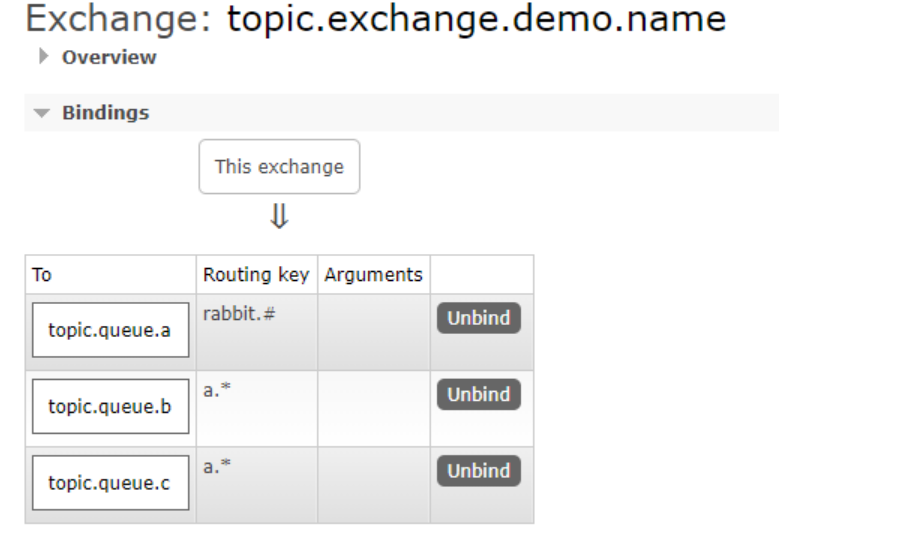 Exchange: topic.exchange.demo.name
Overview
Bindings
This exchange
To Routing key Arguments
topic.queue.a rabbit.# Unbind
topic.queue.b a.* Unbind
topic.queue.c a.* Unbind